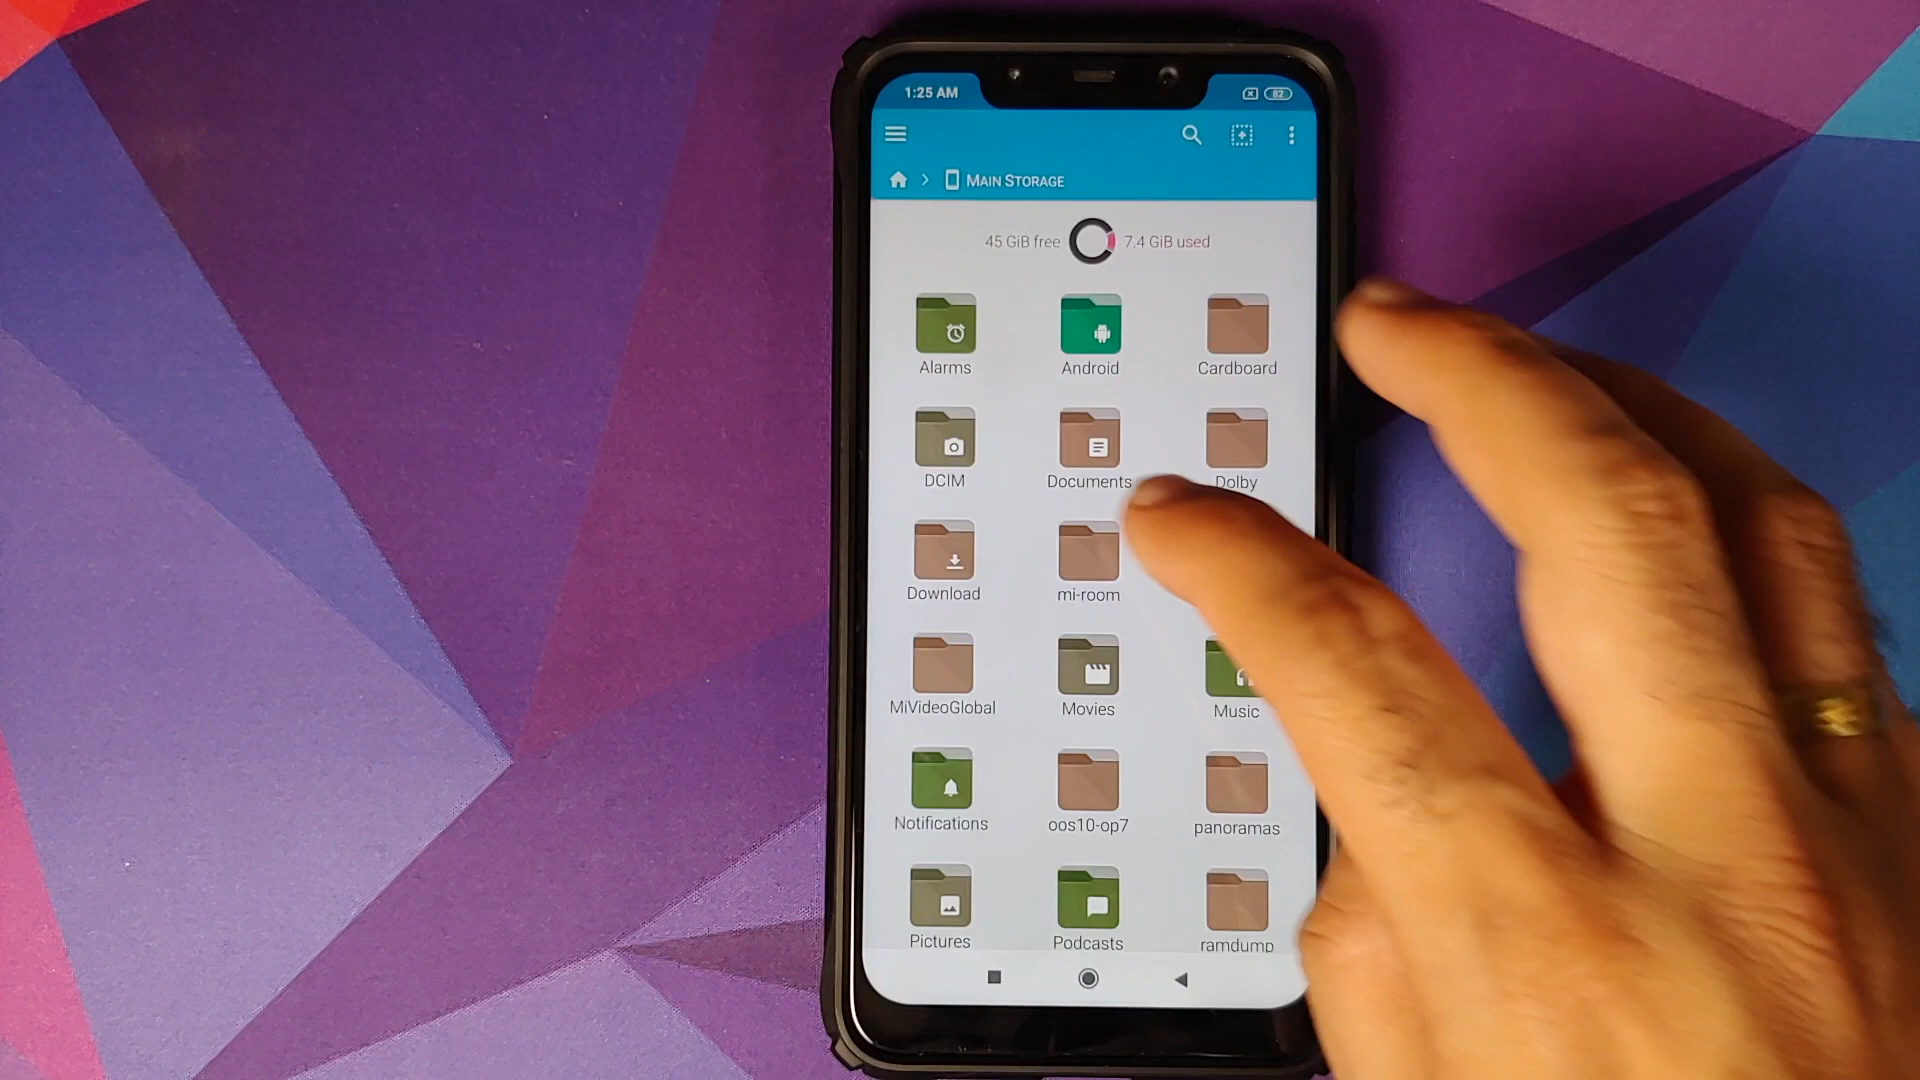 1:25 AM
82
MAIN STORAGE
45 GiB free 7.4 GiB used
Alarms Android Cardboard
DCIM Documents Dolby
Download mi-room
MiVideoGlobal Movies Music
Notifications oos10-op7 panoramas
Pictures Podcasts ramdump